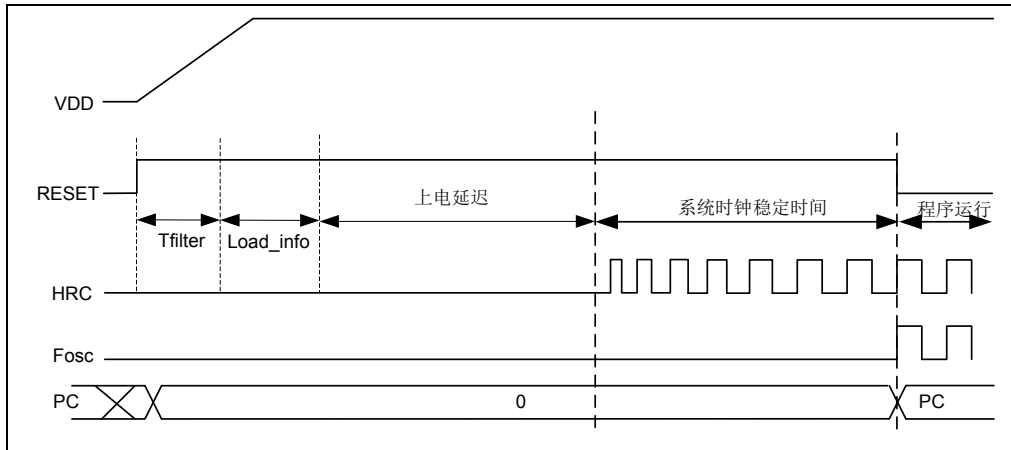 VDD
RESET
上电延迟
系统时钟稳定时间
程序运行
Tfilter
Load_info
HRC
Fosc
PC
0
PC